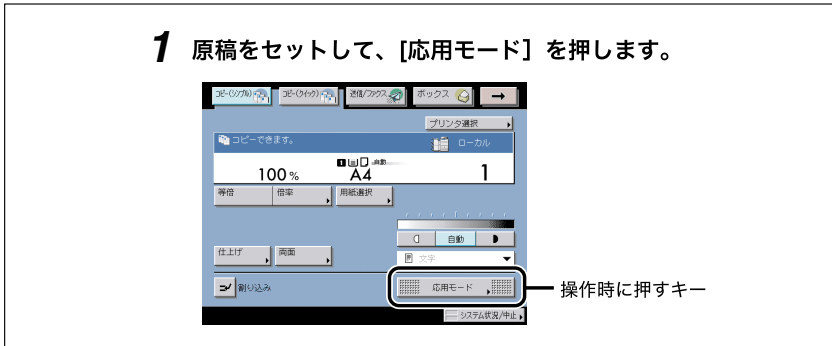 1 原稿をセットして、[応用モード］を押します。
コピー(シンプル) コピー(クイック) 送信/ファクス ボックス →
プリンタ選択
コピーできます。 ローカル
100% 1 自動 A4 1
等倍 倍率 用紙選択
自動
仕上げ 両面 文字
割り込み 応用モード 操作時に押すキー
システム状況/中止